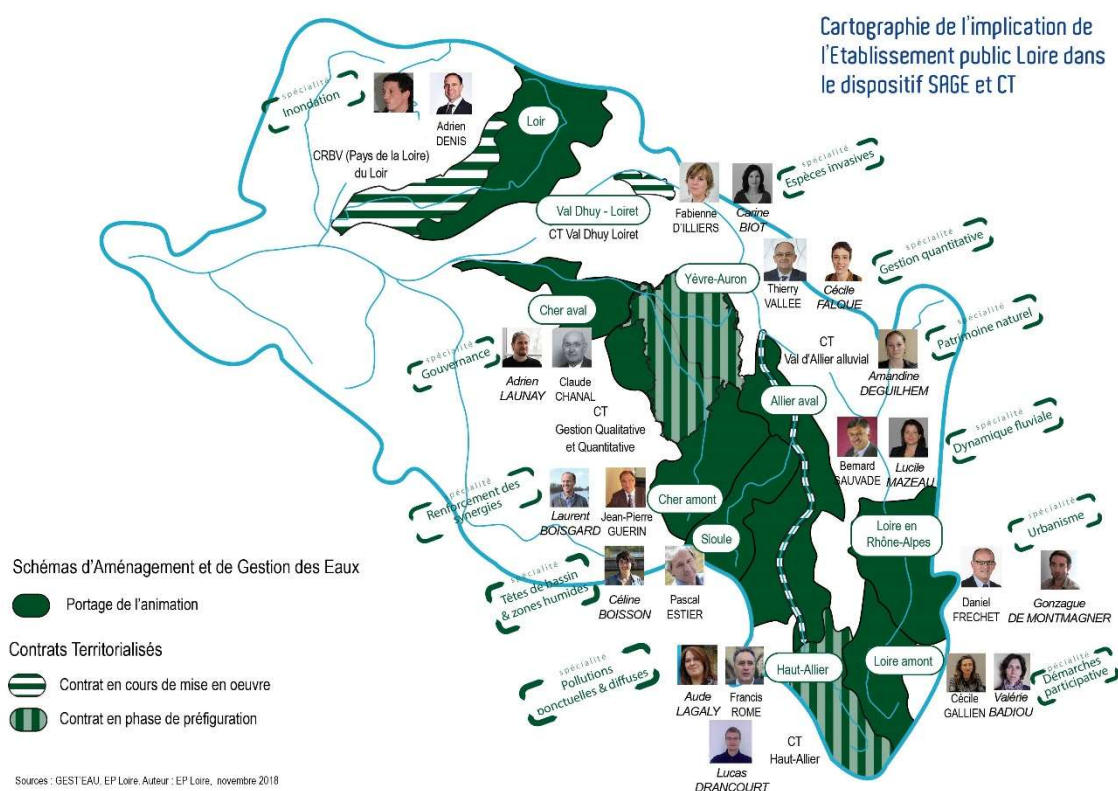 Cartographie de l'implication de
l'Etablissement public Loire dans
le dispositif SAGE et CT
spécialité
Inondation
Adrien
DENIS
CRBV (Pays de la Loire)
du Loir
Loir
Val Dhuy - Loiret
CT Val Dhuy Loiret
Fabienne
D'ILLIERS
Carine
BIOT
spécialité
Espèces invasives
Yèvre-Auron
Thierry
VALLEE
Cécile
FALQUE
spécialité
Gestion quantitative
Cher aval
spécialité
Gouvernance
Adrien
LAUNAY
Claude
CHANAL
CT
Gestion Qualitative
et Quantitative
CT
Val d'Allier alluvial
Amandine
DEGUILHEM
spécialité
Patrimoine naturel
Allier aval
Bernard
SAUVADE
Lucile
MAZEAU
spécialité
Dynamique fluviale
spécialité
Renforcement des
synergies
Laurent
BOISGARD
Jean-Pierre
GUERIN
Cher amont
Sioule
Loire en
Rhône-Alpes
spécialité
Urbanisme
Daniel
FRECHET
Gonzague
DE MONTMAGNER
spécialité
Têtes de bassin
& zones humides
Céline
BOISSON
Pascal
ESTIER
spécialité
Pollutions
ponctuelles & diffuses
Aude
LAGALY
Francis
ROME
Haut-Allier
Loire amont
Cécile
GALLIEN
Valérie
BADIOU
spécialité
Démarches
participative
Lucas
DRANCOURT
CT
Haut-Allier
Schémas d'Aménagement et de Gestion des Eaux
Portage de l'animation
Contrats Territorialisés
Contrat en cours de mise en oeuvre
Contrat en phase de préfiguration
Sources : GEST'EAU, EP Loire. Auteur : EP Loire, novembre 2018